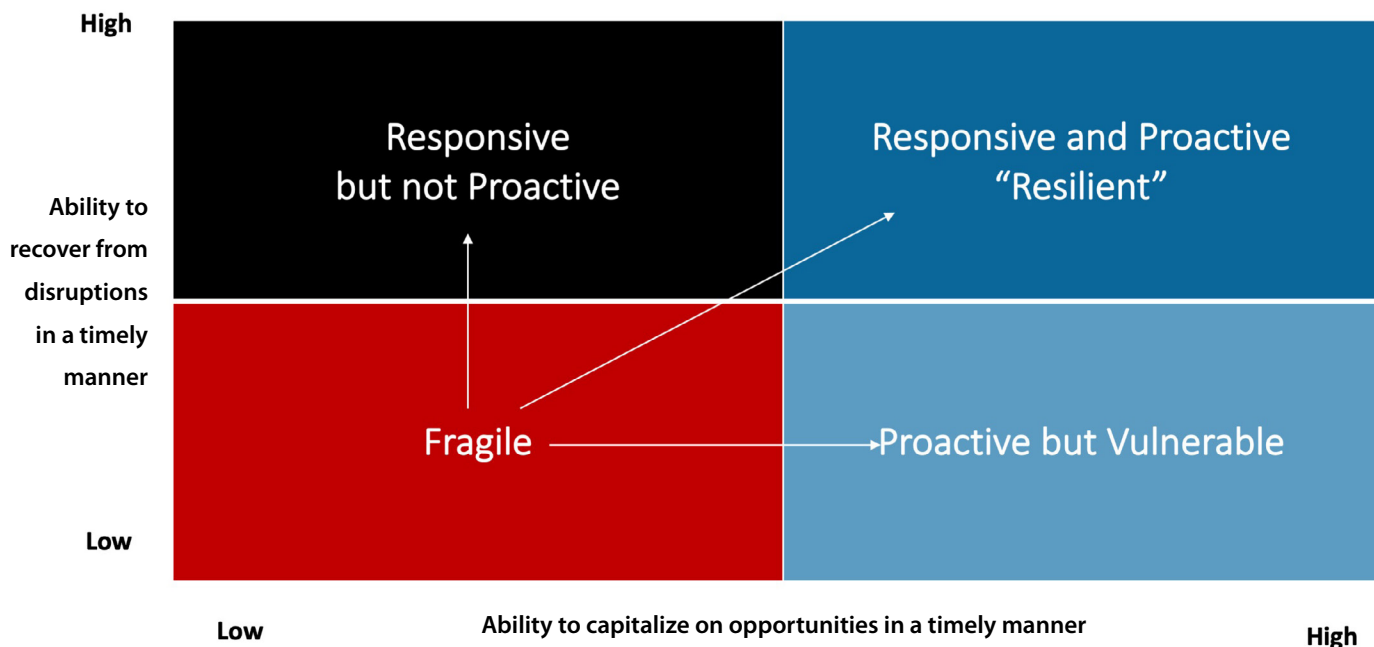 High
Responsive
but not Proactive
Responsive and Proactive
“Resilient”
Ability to
recover from
disruptions
in a timely
manner
Fragile
Proactive but Vulnerable
Low
Low
Ability to capitalize on opportunities in a timely manner
High